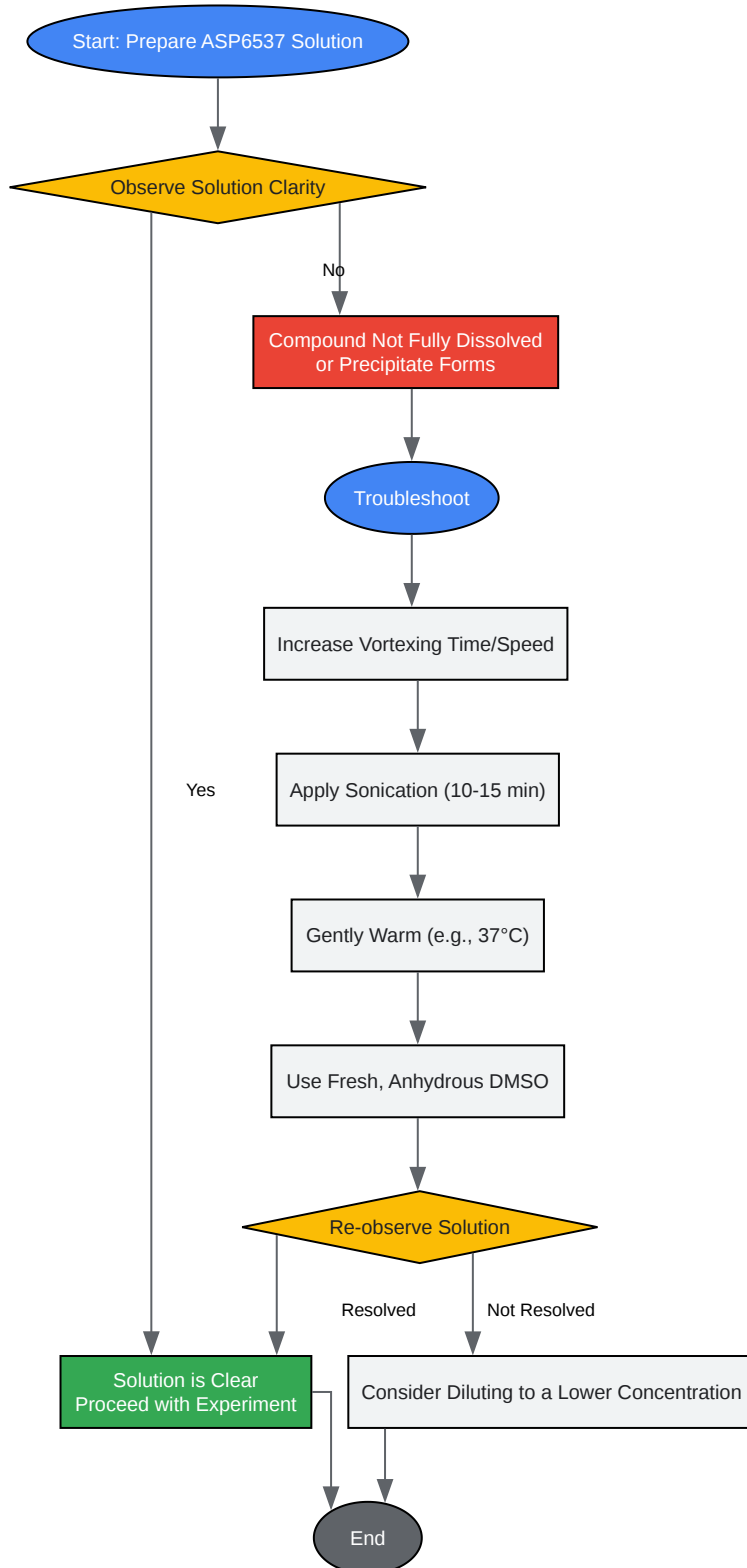 Start: Prepare ASP6537 Solution
Observe Solution Clarity
No
Compound Not Fully Dissolved
or Precipitate Forms
Troubleshoot
Increase Vortexing Time/Speed
Yes
Apply Sonication (10-15 min)
Gently Warm (e.g., 37°C)
Use Fresh, Anhydrous DMSO
Re-observe Solution
Resolved
Not Resolved
Solution is Clear
Proceed with Experiment
Consider Diluting to a Lower Concentration
End